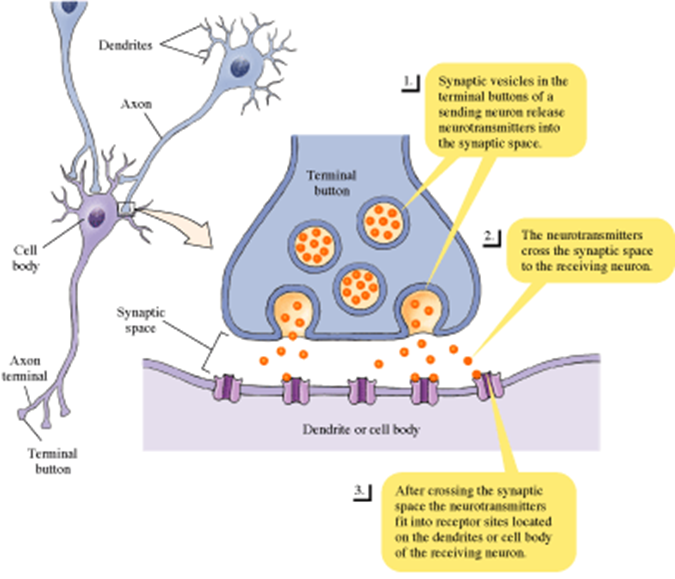 Dendrites
Axon
Cell
body
Axon
terminal
Terminal
button
Synaptic
space
Terminal
button
1.
Synaptic vesicles in the
terminal buttons of a
sending neuron release
neurotransmitters into
the synaptic space.
2.
The neurotransmitters
cross the synaptic space
to the receiving neuron.
Dendrite or cell body
3.
After crossing the synaptic
space the neurotransmitters
fit into receptor sites located
on the dendrites or cell body
of the receiving neuron.